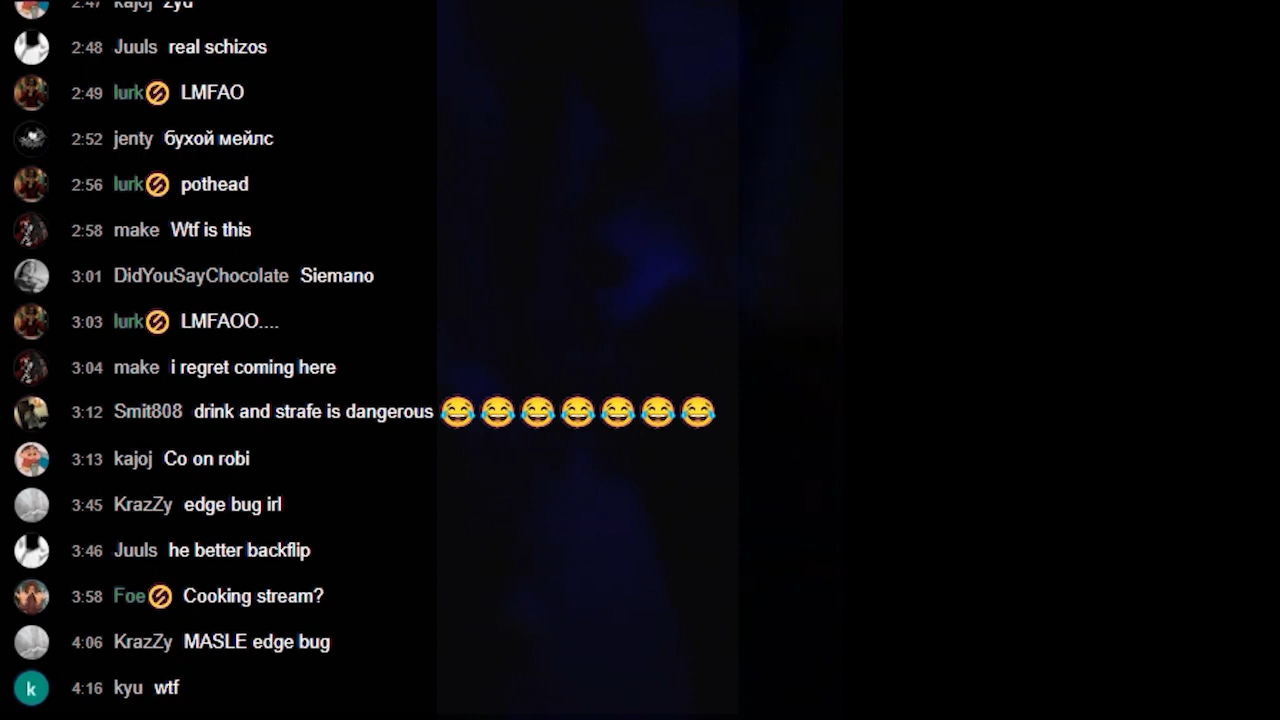 2:47 kajoj żyd
2:48 Juuls real schizos
2:49 lurk LMFAO
2:52 jenty бухой мейлс
2:56 lurk pothead
2:58 make Wtf is this
3:01 DidYouSayChocolate Siemano
3:03 lurk LMFAOO....
3:04 make i regret coming here
3:12 Smit808 drink and strafe is dangerous 😂😂😂😂😂😂😂
3:13 kajoj Co on robi
3:45 KrazZy edge bug irl
3:46 Juuls he better backflip
3:58 Foe Cooking stream?
4:06 KrazZy MASLE edge bug
k 4:16 kyu wtf